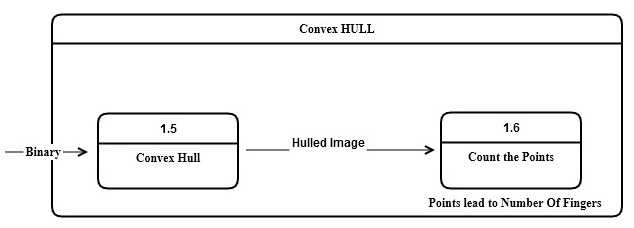 Convex HULL
1.5
1.6
Binary
Convex Hull
Hulled Image
Count the Points
Points lead to Number Of Fingers